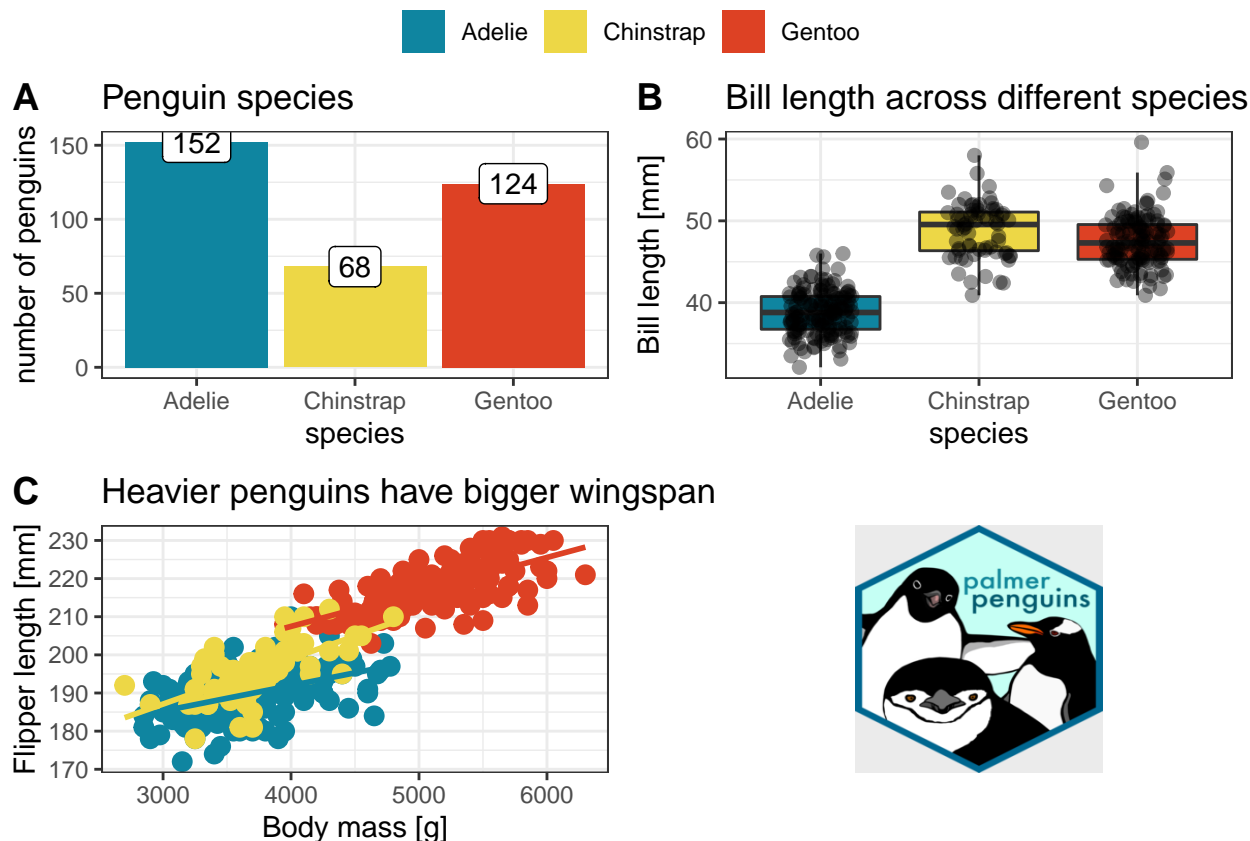 Adelie Chinstrap Gentoo
A Penguin species
number of penguins
150
100
50
0
152
68
124
Adelie Chinstrap Gentoo
species
B Bill length across different species
Bill length [mm]
60
50
40
Adelie Chinstrap Gentoo
species
C Heavier penguins have bigger wingspan
Flipper length [mm]
230
220
210
200
190
180
170
3000 4000 5000 6000
Body mass [g]
palmer
penguins